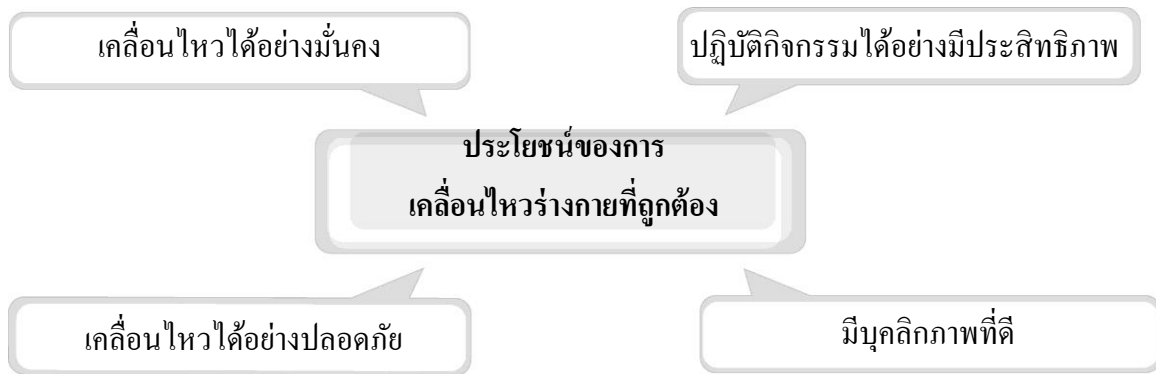 เคลื่อนไหวได้อย่างมั่นคง
ปฏิบัติกิจกรรมได้อย่างมีประสิทธิภาพ
ประโยชน์ของการ
เคลื่อนไหวร่างกายที่ถูกต้อง
เคลื่อนไหวได้อย่างปลอดภัย
มีบุคลิกภาพที่ดี